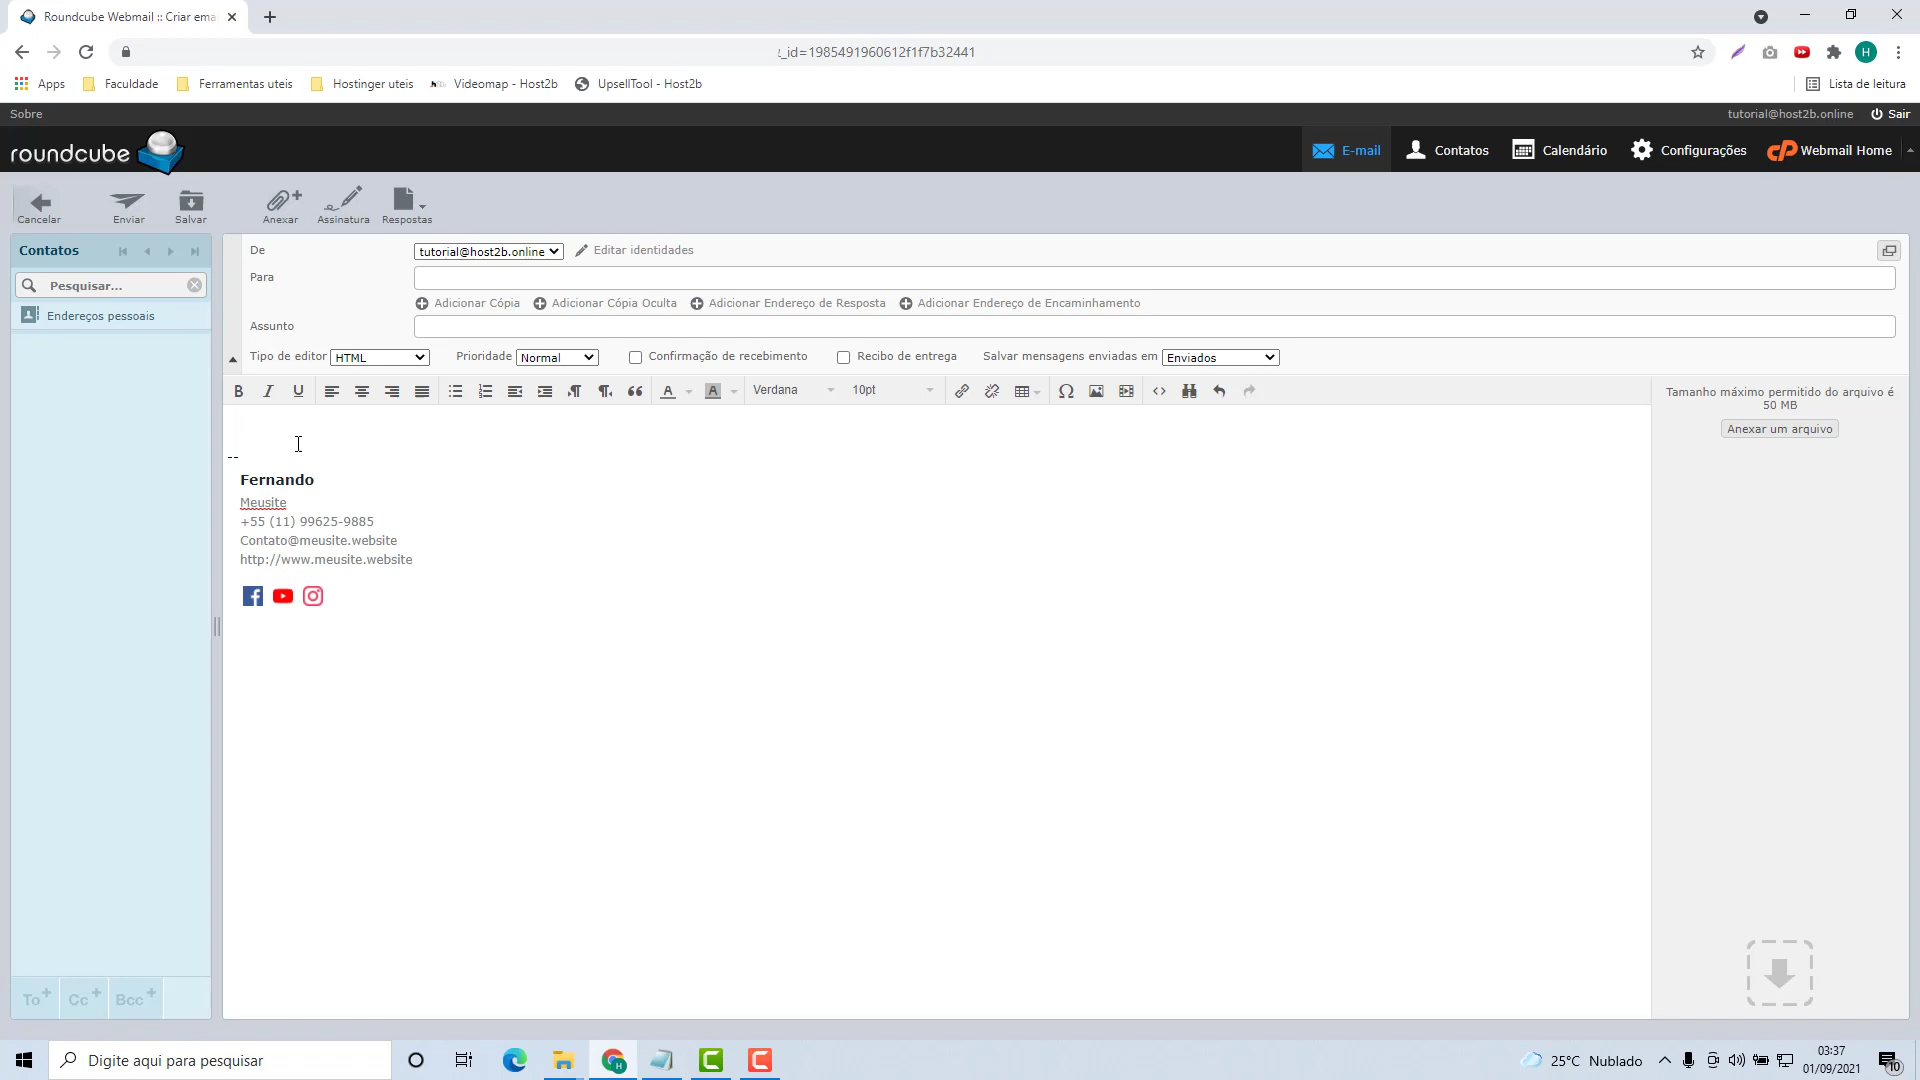 Roundcube Webmail :: Criar ema
:_id=1985491960612f1f7b32441
H
Apps
Faculdade
Ferramentas uteis
Hostinger uteis
Videomap - Host2b
UpsellTool - Host2b
Lista de leitura
Sobre
tutorial@host2b.online
Sair
roundcube
E-mail
Contatos
Calendário
Configurações
cP Webmail Home
Cancelar
Enviar
Salvar
Anexar
Assinatura
Respostas
Contatos
Pesquisar...
Endereços pessoais
De
tutorial@host2b.online
Editar identidades
Para
Adicionar Cópia
Adicionar Cópia Oculta
Adicionar Endereço de Resposta
Adicionar Endereço de Encaminhamento
Assunto
Tipo de editor
HTML
Prioridade
Normal
Confirmação de recebimento
Recibo de entrega
Salvar mensagens enviadas em
Enviados
B I U
A A
Verdana
10pt
Tamanho máximo permitido do arquivo é
50 MB
Anexar um arquivo
--
Fernando
Meusite
+55 (11) 99625-9885
Contato@meusite.website
http://www.meusite.website
To+
Cc+
Bcc+
Digite aqui para pesquisar
25°C Nublado
03:37
01/09/2021
10